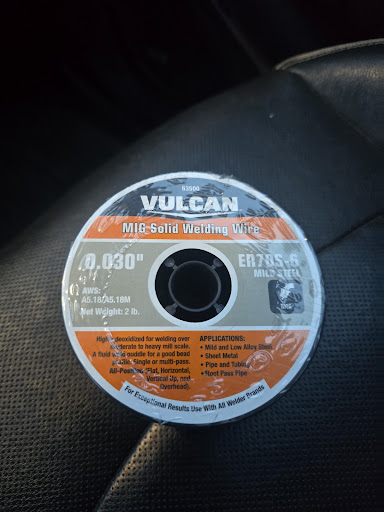 63500
VULCAN
MIG Solid Welding Wire
0.030"
ER70S-6
MILD STEEL
AWS:
A5.18/A5.18M
Net Weight: 2 lb.
Highly deoxidized for welding over
moderate to heavy mill scale.
A fluid weld puddle for a good bead
profile. Single or multi-pass.
All-Position (Flat, Horizontal,
Vertical Up, and
Overhead).
APPLICATIONS:
• Mild and Low Alloy Steel
• Sheet Metal
• Pipe and Tubing
• Root Pass Pipe
For Exceptional Results Use With All Welder Brands